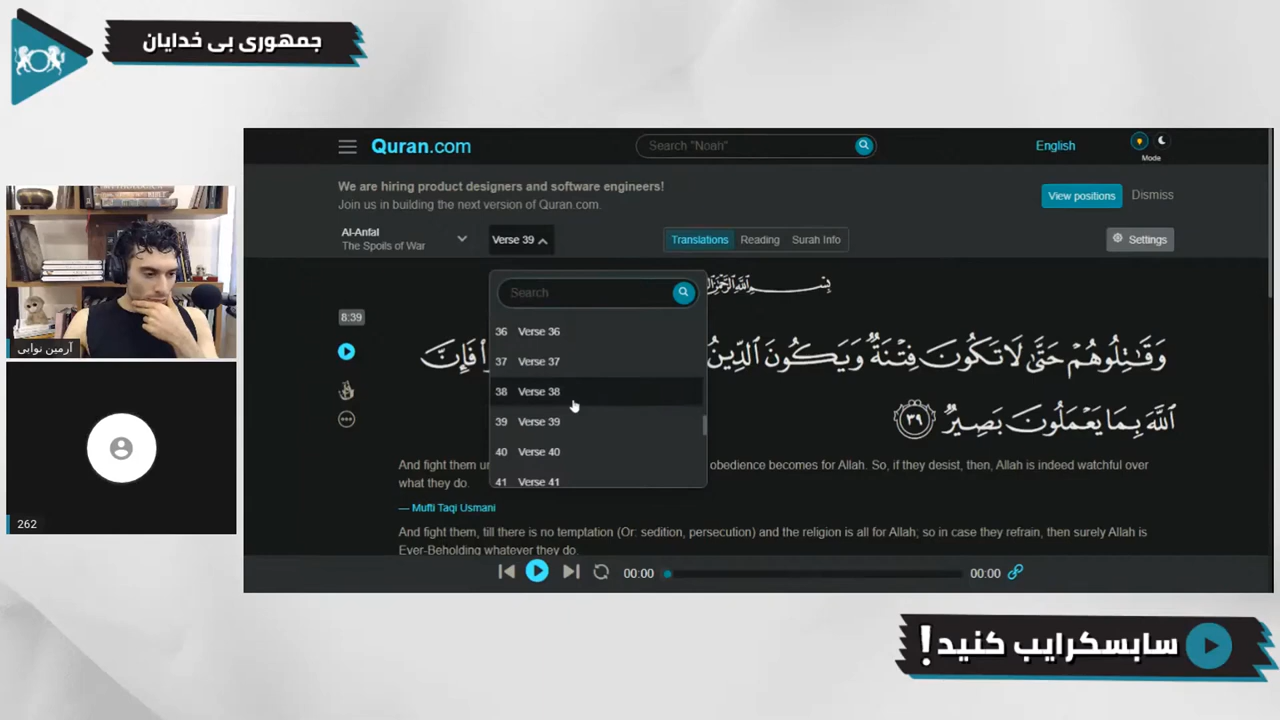 جمهوری بی خدایان
Quran.com
Search "Noah"
English
Mode
We are hiring product designers and software engineers!
Join us in building the next version of Quran.com.
View positions
Dismiss
Al-Anfal
The Spoils of War
Verse 39
Translations
Reading
Surah Info
Settings
Search
36 Verse 36
37 Verse 37
38 Verse 38
39 Verse 39
40 Verse 40
41 Verse 41
8:39
وَقَـٰتِلُوهُمْ حَتَّىٰ لَا تَكُونَ فِتْنَةٌ وَيَكُونَ ٱلدِّينُ
فَإِنَّ
ٱللَّهَ بِمَا يَعْمَلُونَ بَصِيرٌ ٣٩
And fight them
obedience becomes for Allah. So, if they desist, then, Allah is indeed watchful over
what they do.
— Mufti Taqi Usmani
And fight them, till there is no temptation (Or: sedition, persecution) and the religion is all for Allah; so in case they refrain, then surely Allah is
Ever-Beholding whatever they do.
00:00
00:00
آرمین نوابی
262
سابسکرایب کنید!